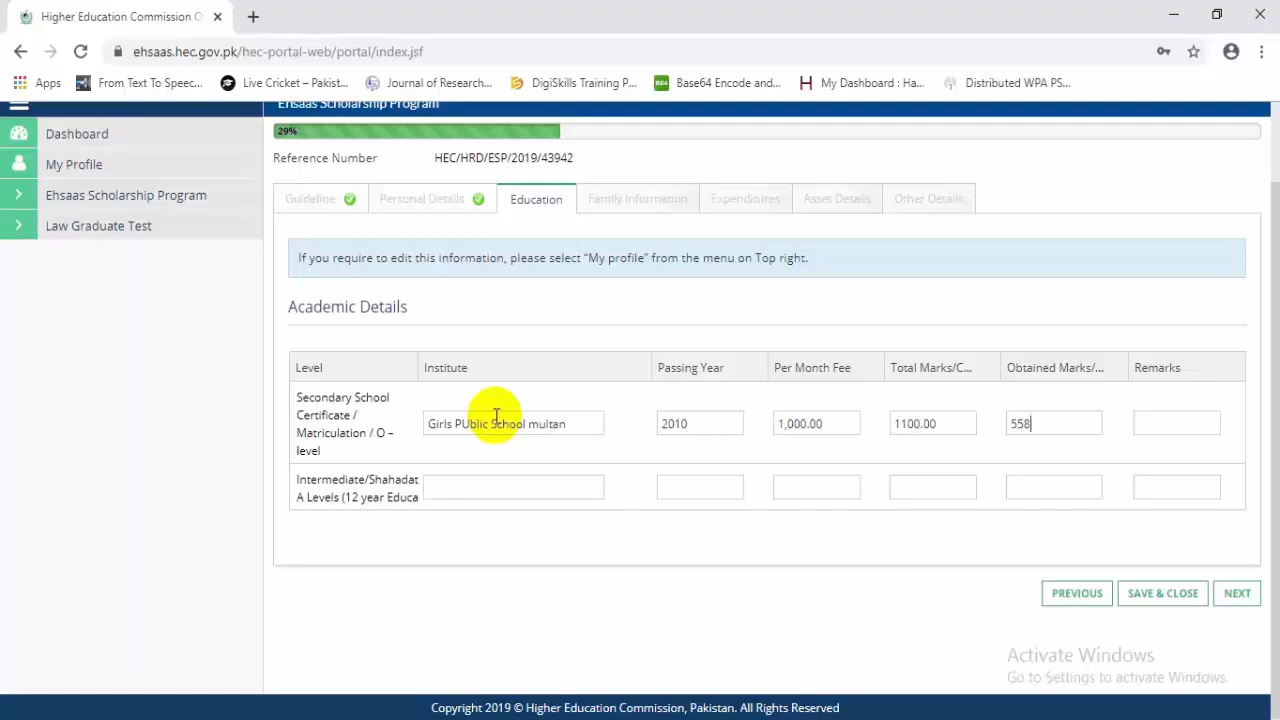 Higher Education Commission O
ehsaas.hec.gov.pk/hec-portal-web/portal/index.jsf
Apps
From Text To Speec...
Live Cricket – Pakist...
Journal of Research...
DigiSkills Training P...
B64
Base64 Encode and...
My Dashboard : Ha...
Distributed WPA PS...
Ehsaas Scholarship Program
Dashboard
My Profile
Ehsaas Scholarship Program
Law Graduate Test
29%
Reference Number HEC/HRD/ESP/2019/43942
Guideline Personal Details Education Family Information Expenditures Asset Details Other Details
If you require to edit this information, please select “My profile” from the menu on Top right.
Academic Details
Level Institute Passing Year Per Month Fee Total Marks/C... Obtained Marks/... Remarks
Secondary School
Certificate /
Matriculation / O –
level
Girls PUblic School multan 2010 1,000.00 1100.00 558
Intermediate/Shahadat
A Levels (12 year Educa
PREVIOUS SAVE & CLOSE NEXT
Activate Windows
Go to Settings to activate Windows.
Copyright 2019 © Higher Education Commission, Pakistan. All Rights Reserved